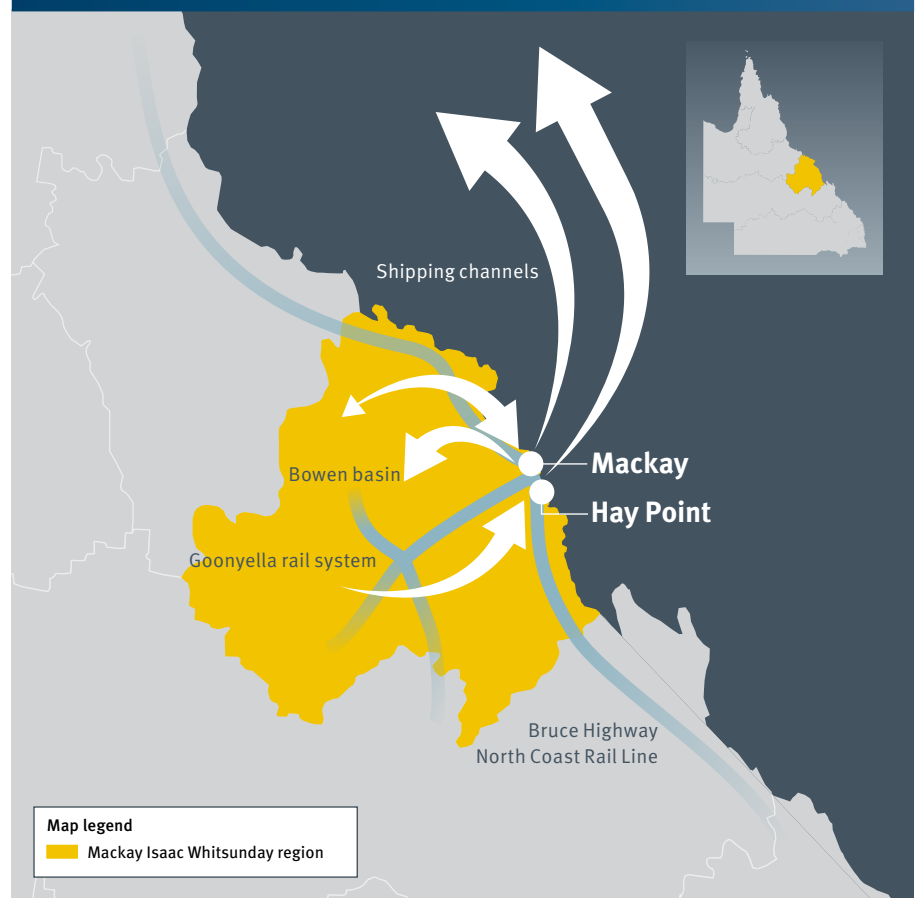 Shipping channels
Mackay
Bowen basin
Hay Point
Goonyella rail system
Bruce Highway
North Coast Rail Line
Map legend
Mackay Isaac Whitsunday region